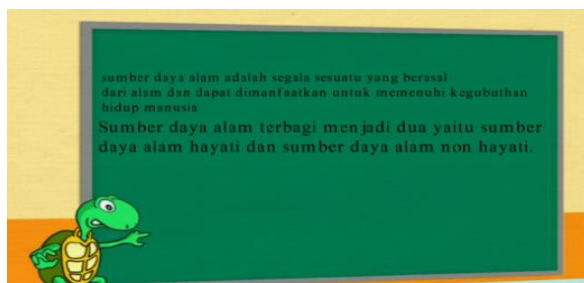 sumber daya alam adalah segala sesuatu yang berasal
dari alam dan dapat dimanfaatkan untuk memenuhi kegubuthan
hidup manusia
Sumber daya alam terbagi menjadi dua yaitu sumber
daya alam hayati dan sumber daya alam non hayati.